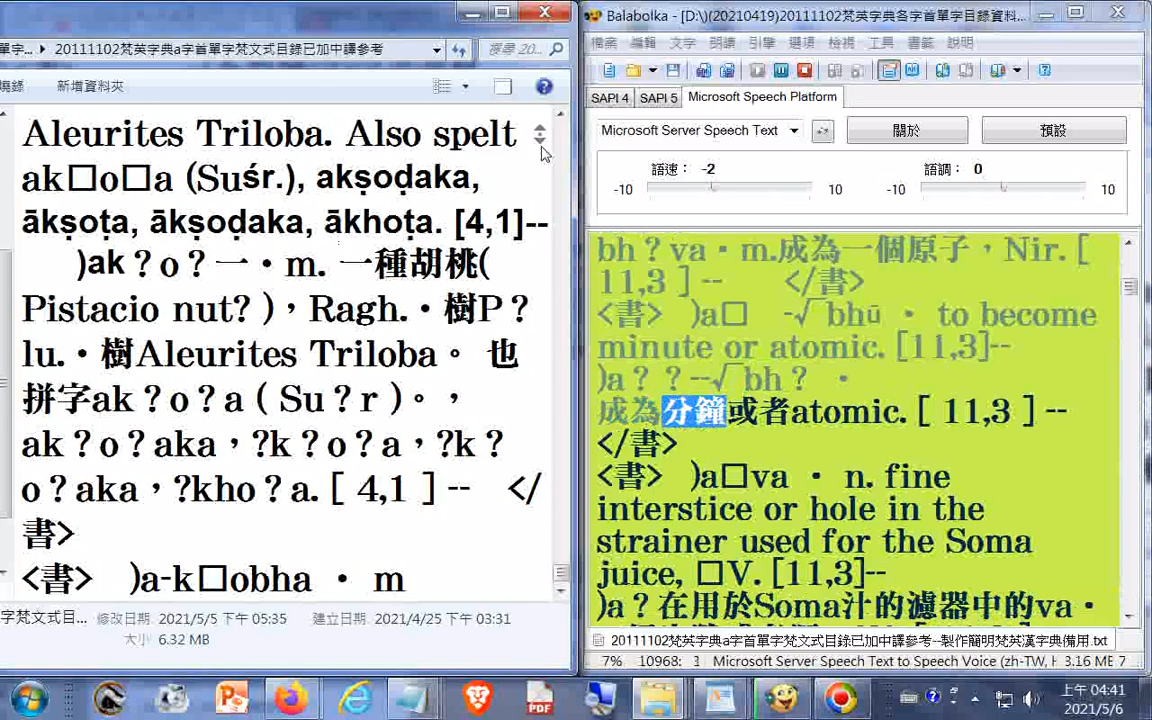 單字... ▸ 20111102梵英字典a字首單字梵文式目錄已加中譯參考
搜尋 20...
燒錄 新增資料夾
Aleurites Triloba. Also spelt
ak□o□a (Suśr.), akṣoḍaka,
ākṣoṭa, ākṣoḍaka, ākhoṭa. [4,1]--
)ak？o？一・m. 一種胡桃(
Pistacio nut? )，Ragh.・樹P？
lu.・樹Aleurites Triloba。 也
拼字ak？o？a ( Su？r )。，
ak？o？aka，?k？o？a，?k？
o？aka，?kho？a.［ 4,1 ］-- </
書>
<書> )a-k□obha ・ m
字梵文式目... 修改日期: 2021/5/5 下午 05:35 建立日期: 2021/4/25 下午 03:31
大小: 6.32 MB
Balabolka - [D:\)(20210419)20111102梵英字典各字首單字目錄資料...
檔案 編輯 文字 朗讀 引擎 選項 檢視 工具 書籤 說明
SAPI 4 SAPI 5 Microsoft Speech Platform
Microsoft Server Speech Text 關於 預設
語速: -2 語調: 0
-10 10 -10 10
bh？va・m.成為一個原子，Nir.［
11,3 ］-- </書>
<書> )a□ -√bhū ・ to become
minute or atomic. [11,3]--
)a？？--√bh？ ・
成為分鐘或者atomic.［ 11,3 ］--
</書>
<書> )a□va ・ n. fine
interstice or hole in the
strainer used for the Soma
juice, □V. [11,3]--
)a？在用於Soma汁的濾器中的va・
20111102梵英字典a字首單字梵文式目錄已加中譯參考--製作簡明梵英漢字典備用.txt
7% 10968: 1 Microsoft Server Speech Text to Speech Voice (zh-TW, H 3.16 ME 7
PDF
上午 04:41
2021/5/6